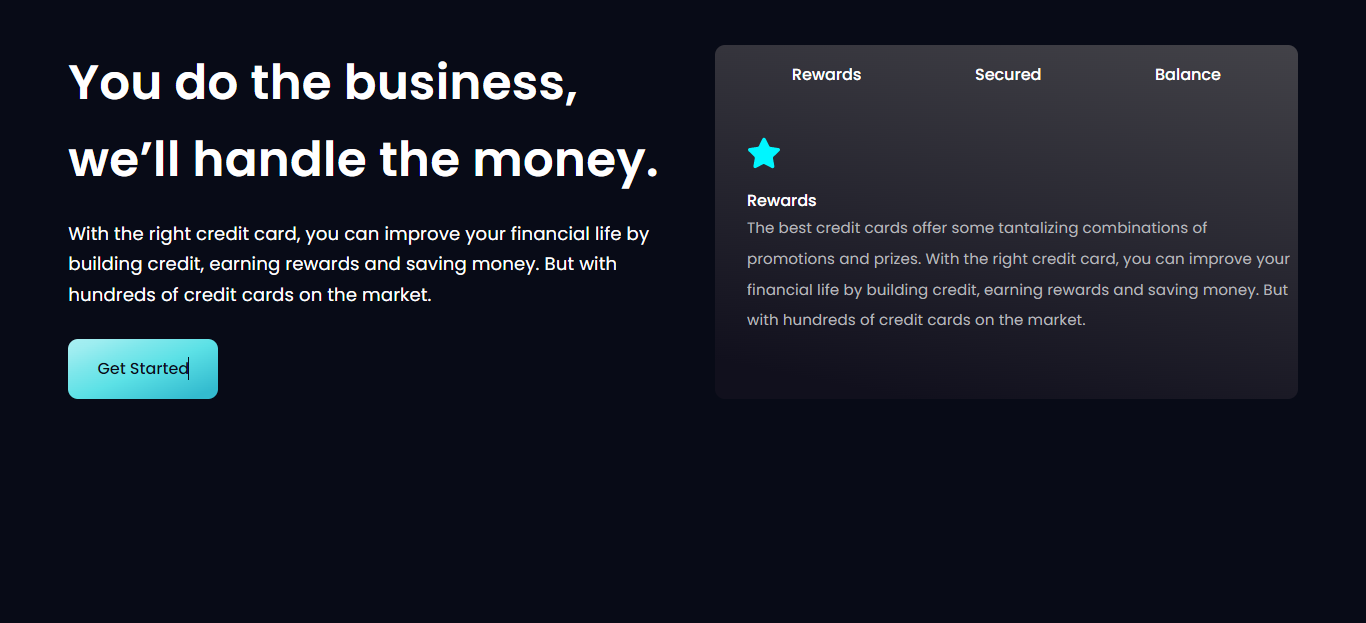 You do the business,
we’ll handle the money.
With the right credit card, you can improve your financial life by
building credit, earning rewards and saving money. But with
hundreds of credit cards on the market.
Get Started
Rewards Secured Balance
Rewards
The best credit cards offer some tantalizing combinations of
promotions and prizes. With the right credit card, you can improve your
financial life by building credit, earning rewards and saving money. But
with hundreds of credit cards on the market.